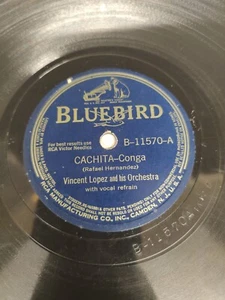 BLUEBIRD
For best results use
RCA Victor Needles
B-11570-A
CACHITA-Conga
(Rafael Hernandez)
Vincent Lopez and his Orchestra
with vocal refrain
MANUFACTURING CO., INC., CAMDEN, N.J., U.S.A.
B-11570A